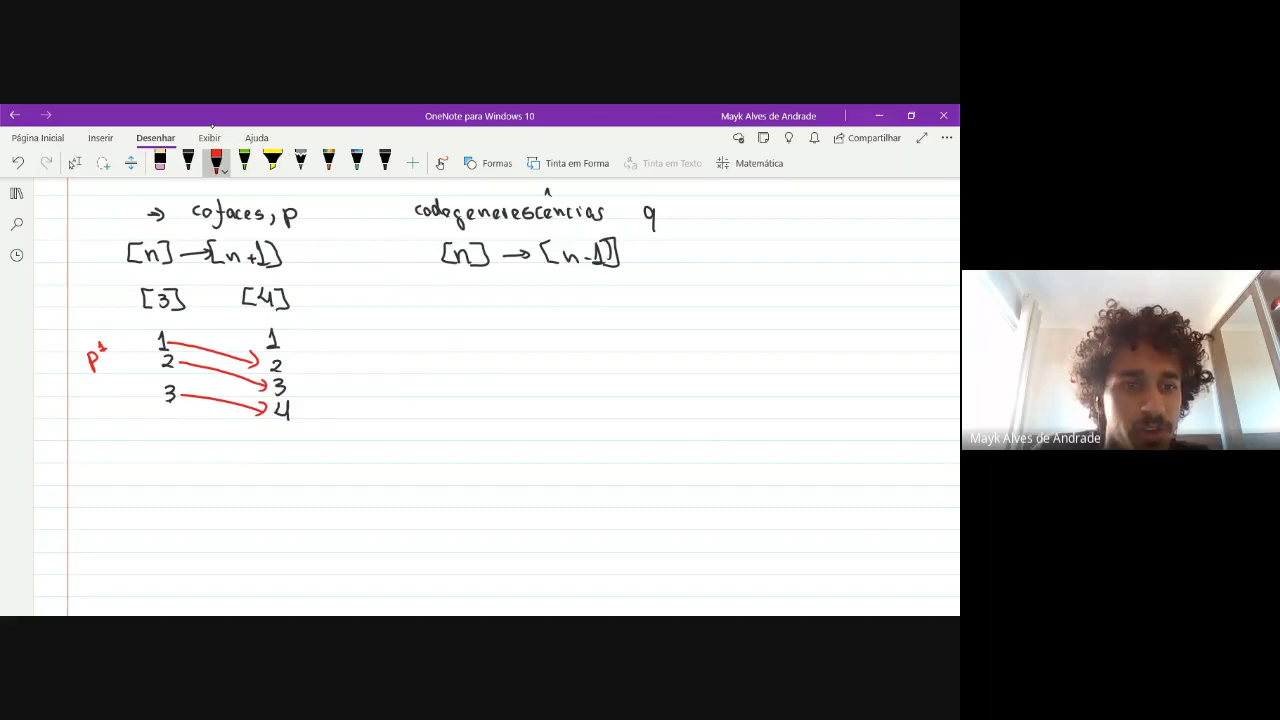 OneNote para Windows 10
Mayk Alves de Andrade
Página Inicial Inserir Desenhar Exibir Ajuda
Compartilhar
Formas Tinta em Forma Tinta em Texto Matemática
→ cofaces, p codegenerescências q
[n] → [n+1] [n] → [n-1]
[3] [4]
p¹
1 1
2 2
3 3
4
Mayk Alves de Andrade